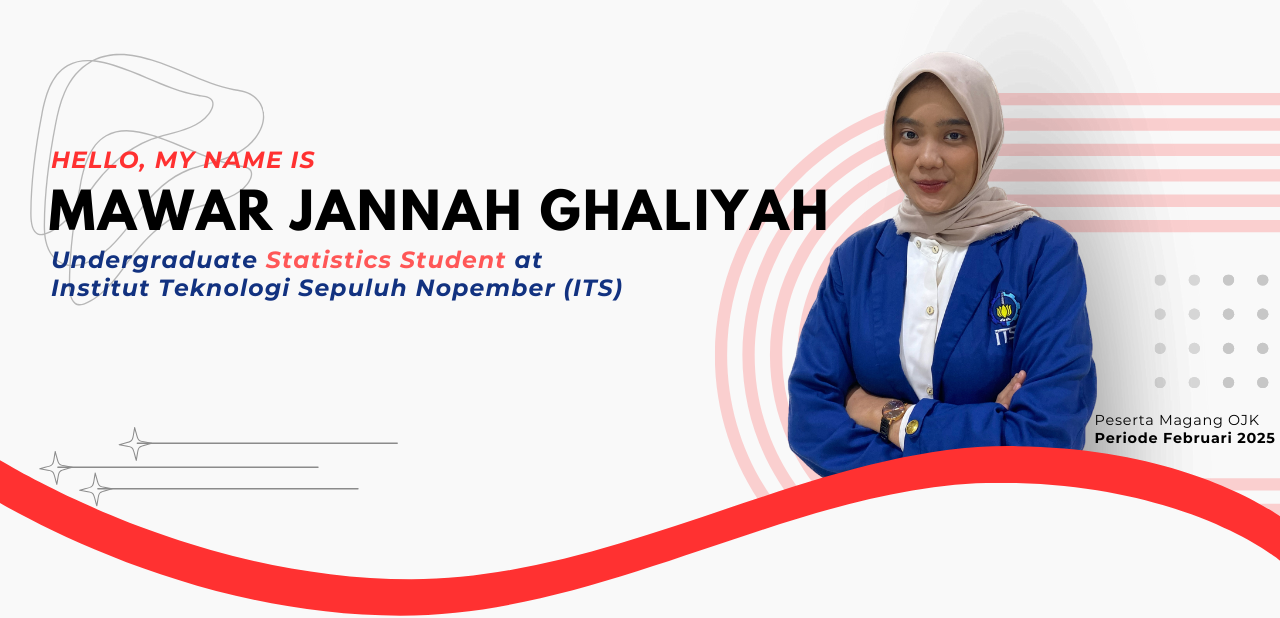 HELLO, MY NAME IS
MAWAR JANNAH GHALIYAH
Undergraduate Statistics Student at
Institut Teknologi Sepuluh Nopember (ITS)
ITS
Peserta Magang OJK
Periode Februari 2025